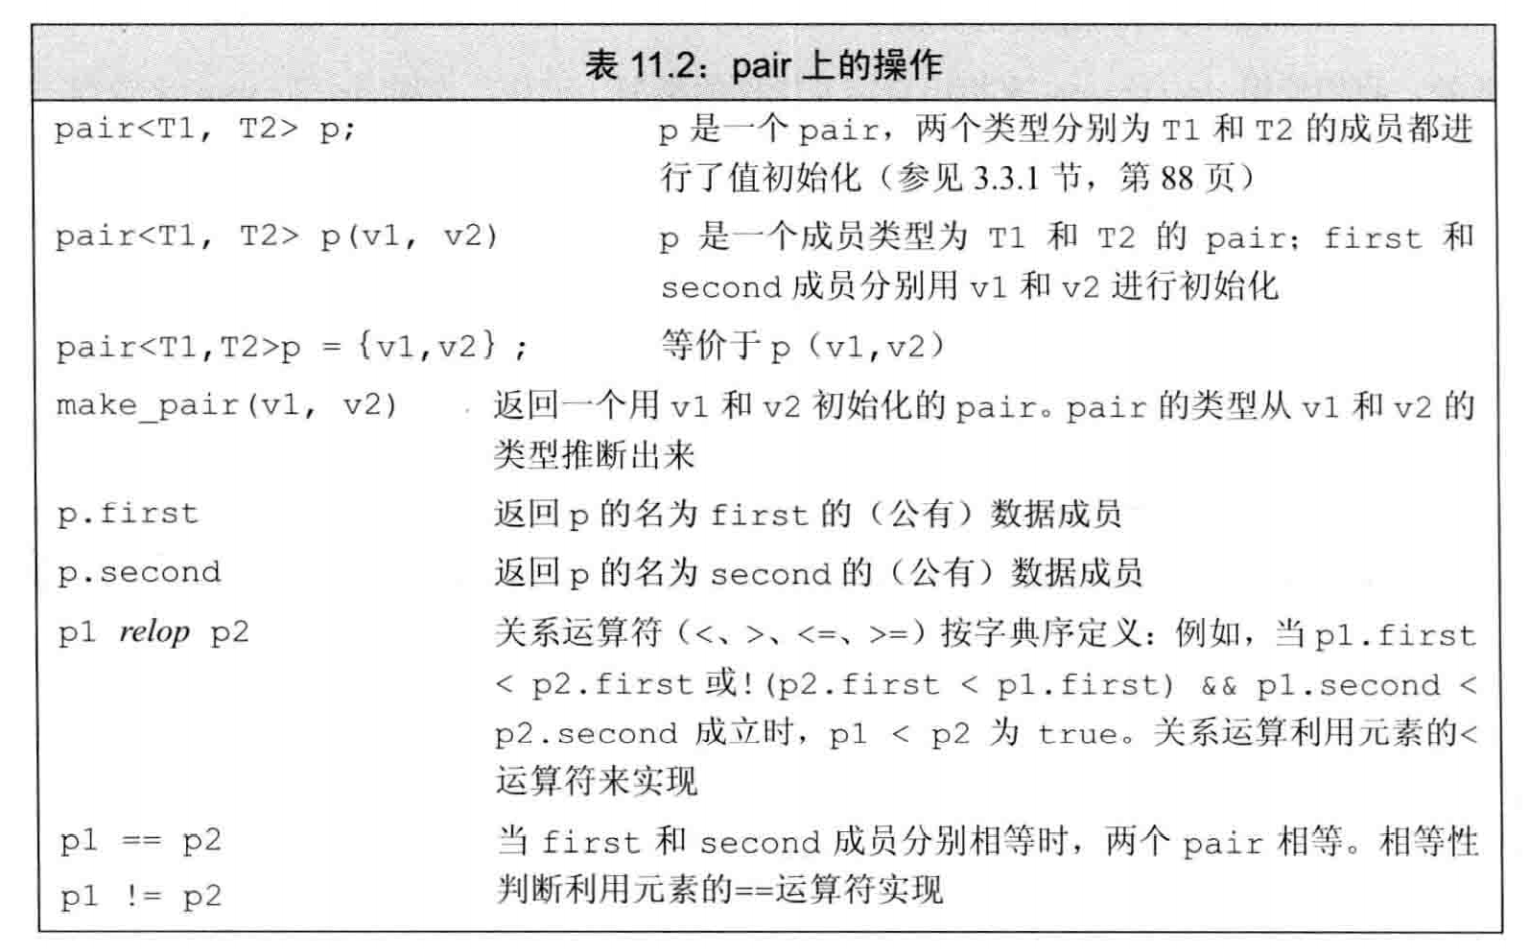 表 11.2：pair 上的操作
pair<T1, T2> p;
p 是一个 pair，两个类型分别为 T1 和 T2 的成员都进
行了值初始化（参见 3.3.1 节，第 88 页）
pair<T1, T2> p(v1, v2)
p 是一个成员类型为 T1 和 T2 的 pair；first 和
second 成员分别用 v1 和 v2 进行初始化
pair<T1,T2>p = {v1,v2} ;
等价于 p（v1,v2）
make_pair(v1, v2)
返回一个用 v1 和 v2 初始化的 pair。pair 的类型从 v1 和 v2 的
类型推断出来
p.first
返回 p 的名为 first 的（公有）数据成员
p.second
返回 p 的名为 second 的（公有）数据成员
p1 relop p2
关系运算符（<、>、<=、>=）按字典序定义：例如，当 p1.first
< p2.first 或!(p2.first < p1.first) && p1.second <
p2.second 成立时，p1 < p2 为 true。关系运算利用元素的<
运算符来实现
p1 == p2
当 first 和 second 成员分别相等时，两个 pair 相等。相等性
p1 != p2
判断利用元素的==运算符实现